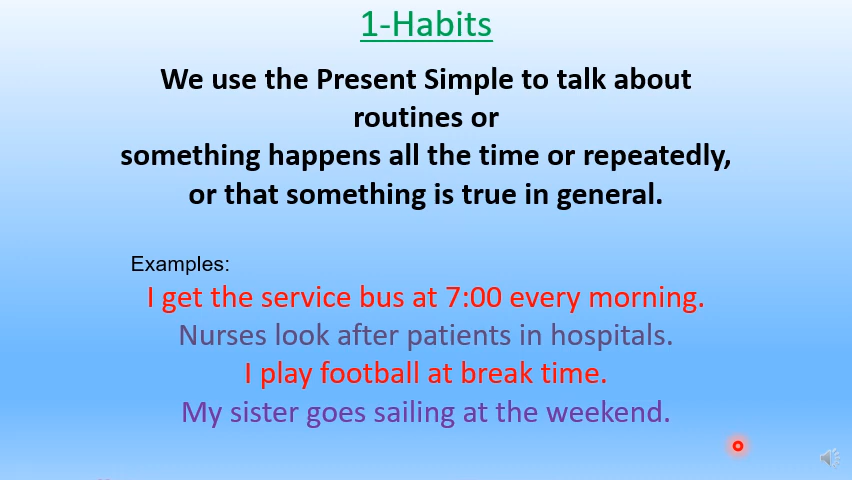 1-Habits
We use the Present Simple to talk about
routines or
something happens all the time or repeatedly,
or that something is true in general.
Examples:
I get the service bus at 7:00 every morning.
Nurses look after patients in hospitals.
I play football at break time.
My sister goes sailing at the weekend.